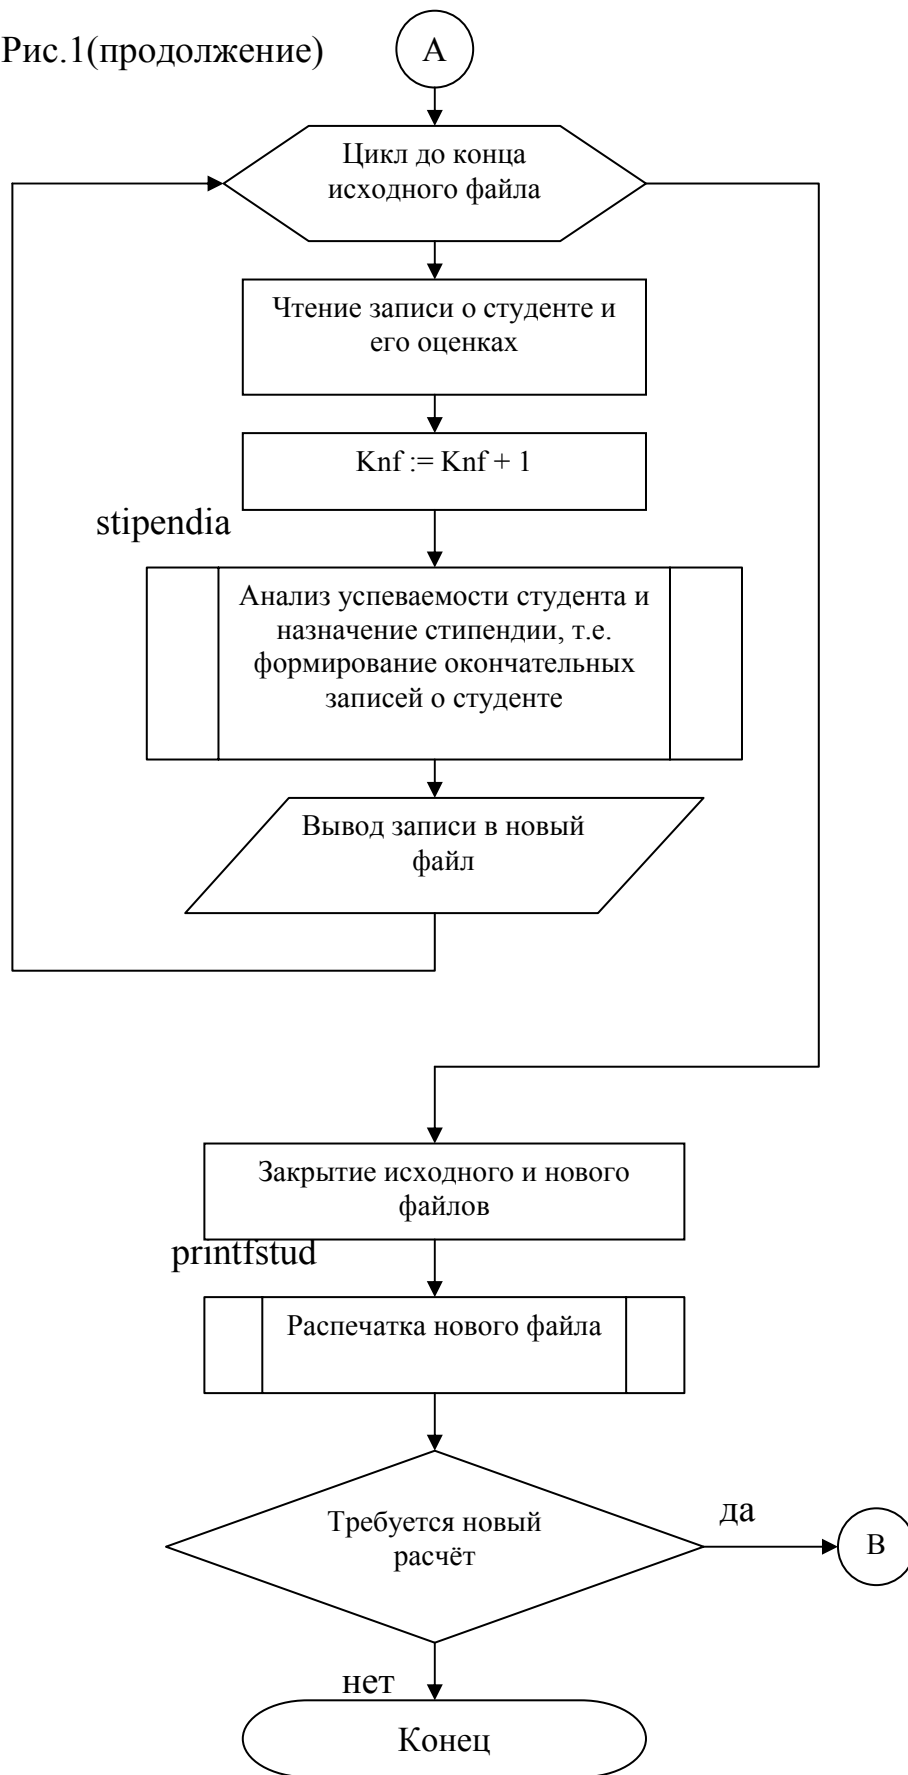 Рис.1(продолжение)
А
Цикл до конца
исходного файла
Чтение записи о студенте и
его оценках
Knf := Knf + 1
stipendia
Анализ успеваемости студента и
назначение стипендии, т.е.
формирование окончательных
записей о студенте
Вывод записи в новый
файл
Закрытие исходного и нового
файлов
printfstud
Распечатка нового файла
Требуется новый
расчёт
да
В
нет
Конец